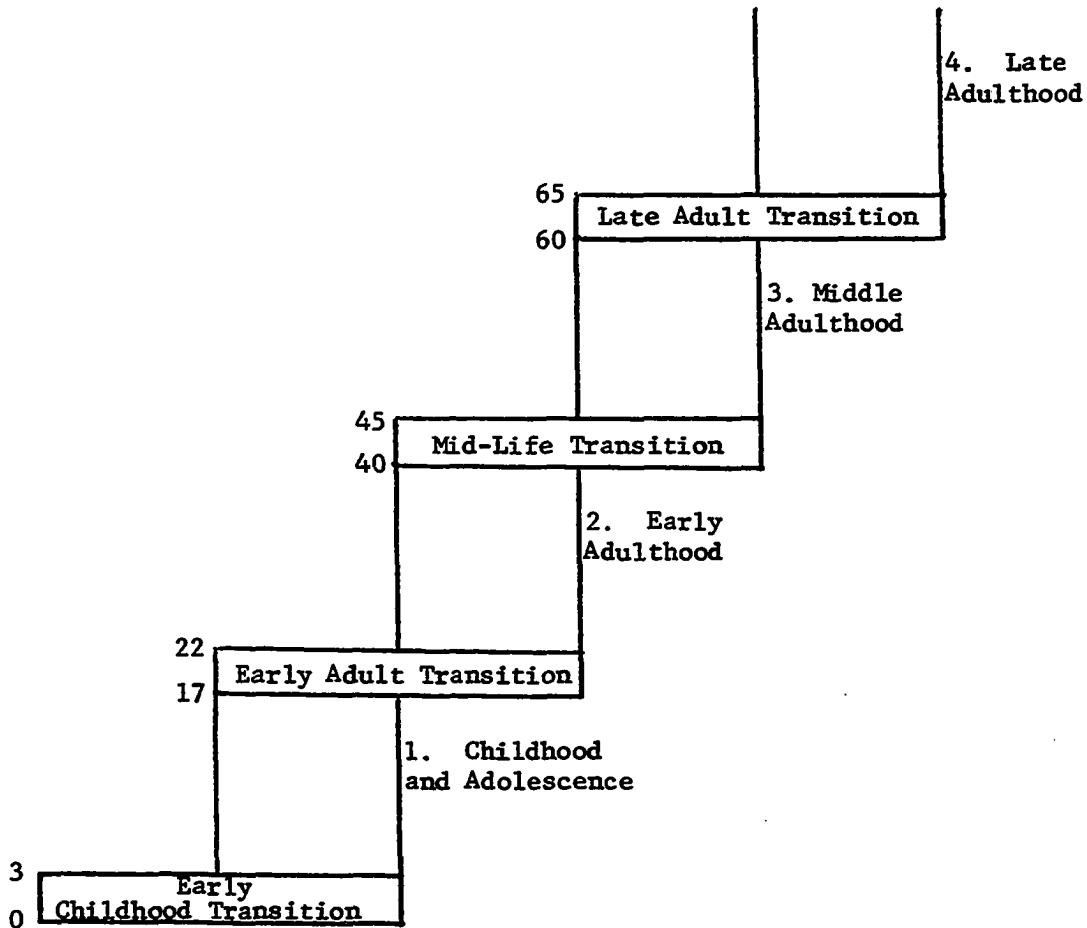 4. Late
Adulthood
65
Late Adult Transition
60
3. Middle
Adulthood
45
Mid-Life Transition
40
2. Early
Adulthood
22
Early Adult Transition
17
1. Childhood
and Adolescence
3
Early
Childhood Transition
0